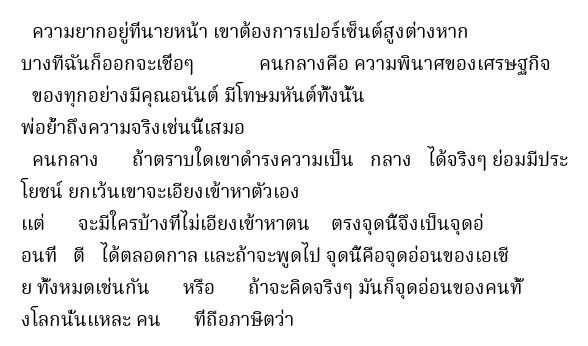 ความยากอยู่ที่นายหน้า เขาต้องการเปอร์เซ็นต์สูงต่างหาก
บางทีฉันก็ออกจะเชื่อๆ คนกลางคือ ความพินาศของเศรษฐกิจ
ของทุกอย่างมีคุณอนันต์ มีโทษมหันต์ทั้งนั้น
พ่อย้ำถึงความจริงเช่นนี้เสมอ
คนกลาง ถ้าตราบใดเขาดำรงความเป็น กลาง ได้จริงๆ ย่อมมีประ
โยชน์ ยกเว้นเขาจะเอียงเข้าหาตัวเอง
แต่ จะมีใครบ้างที่ไม่เอียงเข้าหาตน ตรงจุดนี้จึงเป็นจุดอ่
อนที่ ตี ได้ตลอดกาล และถ้าจะพูดไป จุดนี้คือจุดอ่อนของเอเชี
ย ทั้งหมดเช่นกัน หรือ ถ้าจะคิดจริงๆ มันก็จุดอ่อนของคนทั้
งโลกนั่นแหละ คน ที่ถือภาษิตว่า